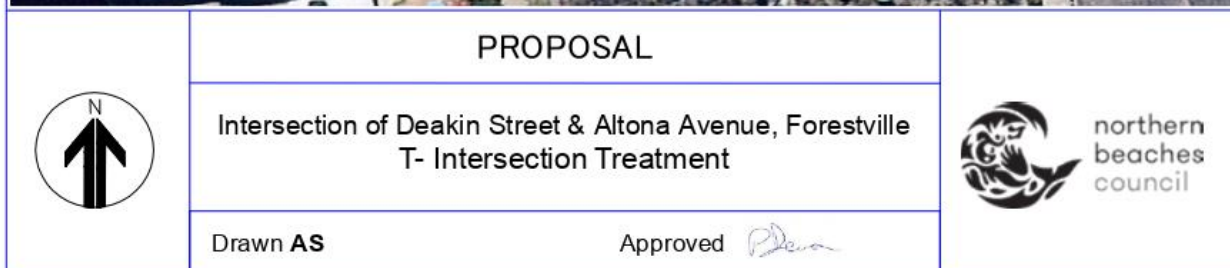 PROPOSAL
N
Intersection of Deakin Street & Altona Avenue, Forestville
T- Intersection Treatment
northern
beaches
council
Drawn AS
Approved